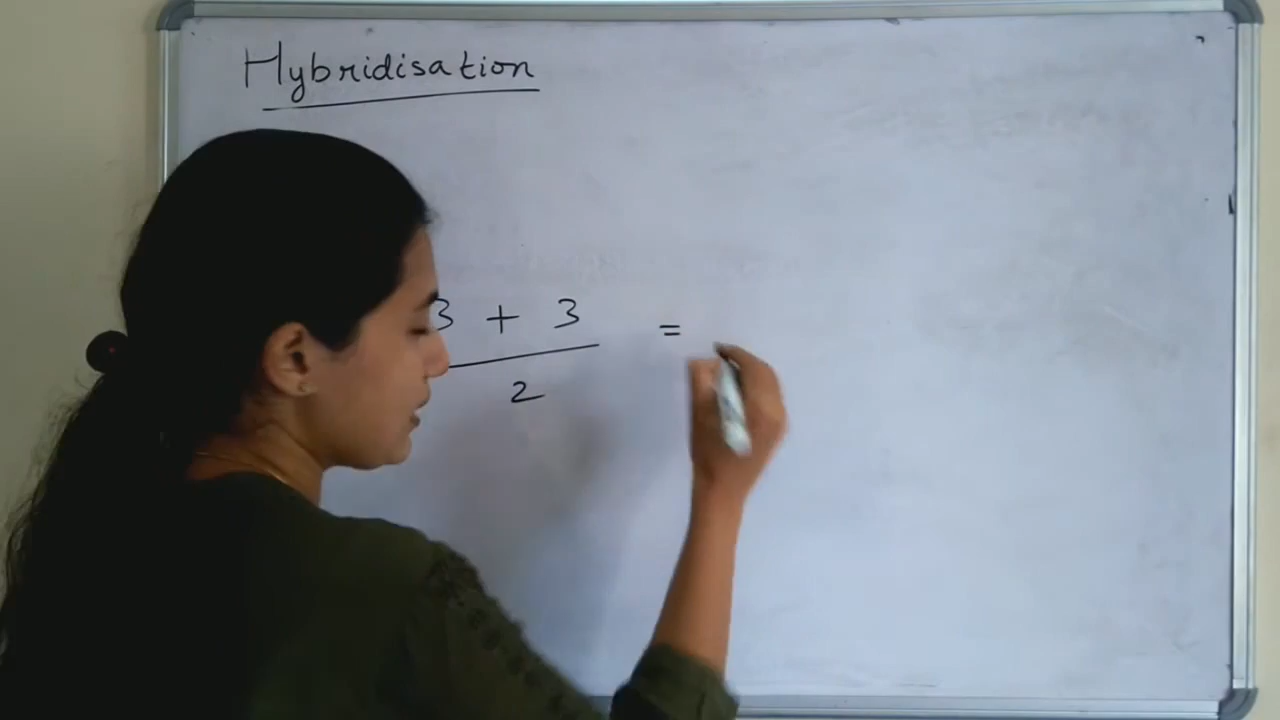 Hybridisation
3 + 3 =
2